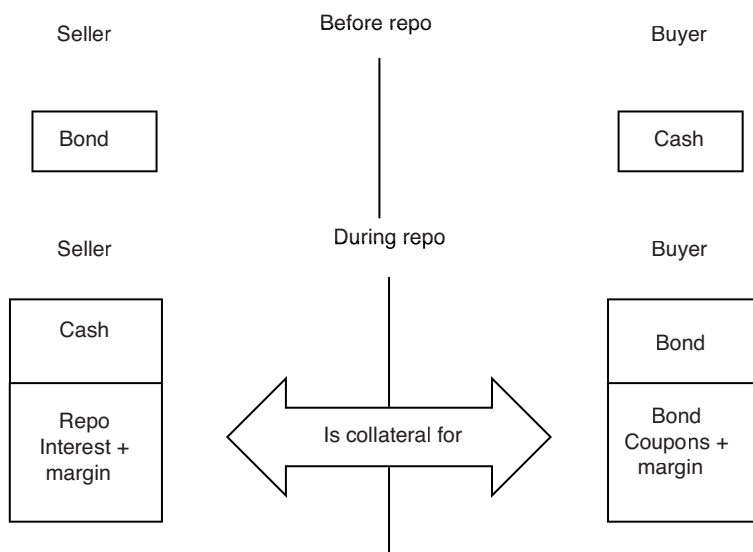 Seller
Before repo
Buyer
Bond
Cash
Seller
During repo
Buyer
Cash
Bond
Repo
Interest +
margin
Is collateral for
Bond
Coupons +
margin